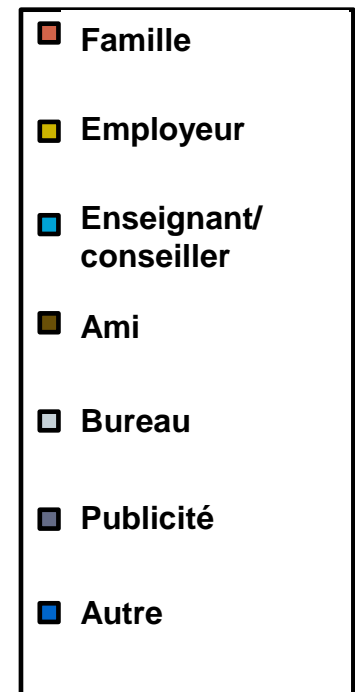 Famille
Employeur
Enseignant/
conseiller
Ami
Bureau
Publicité
Autre